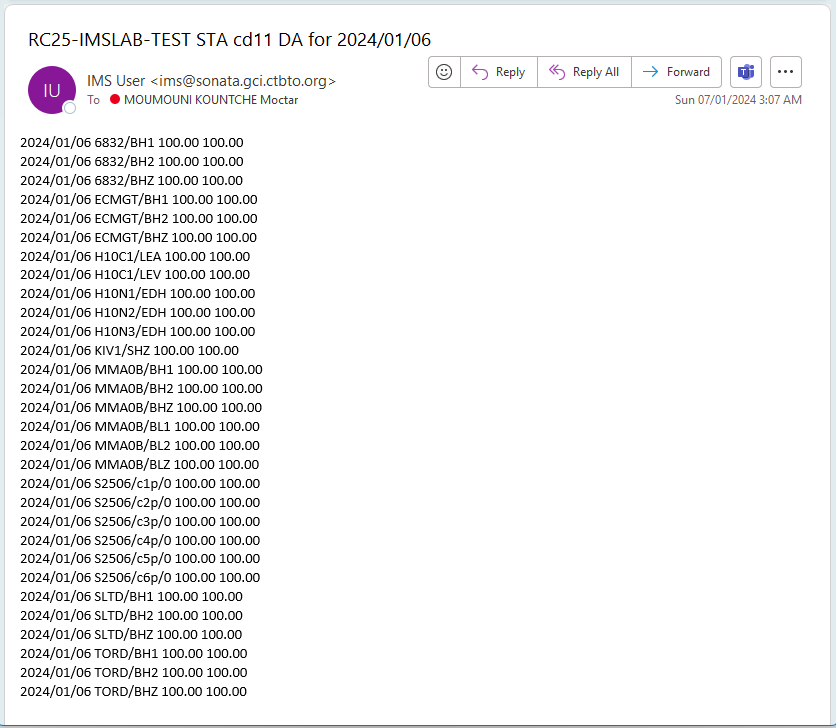 RC25-IMSLAB-TEST STA cd11 DA for 2024/01/06
IU
IMS User <ims@sonata.gci.ctbto.org>
To MOUMOUNI KOUNTCHE Moctar
Reply
Reply All
Forward
Sun 07/01/2024 3:07 AM
2024/01/06 6832/BH1 100.00 100.00
2024/01/06 6832/BH2 100.00 100.00
2024/01/06 6832/BHZ 100.00 100.00
2024/01/06 ECMGT/BH1 100.00 100.00
2024/01/06 ECMGT/BH2 100.00 100.00
2024/01/06 ECMGT/BHZ 100.00 100.00
2024/01/06 H10C1/LEA 100.00 100.00
2024/01/06 H10C1/LEV 100.00 100.00
2024/01/06 H10N1/EDH 100.00 100.00
2024/01/06 H10N2/EDH 100.00 100.00
2024/01/06 H10N3/EDH 100.00 100.00
2024/01/06 KIV1/SHZ 100.00 100.00
2024/01/06 MMA0B/BH1 100.00 100.00
2024/01/06 MMA0B/BH2 100.00 100.00
2024/01/06 MMA0B/BHZ 100.00 100.00
2024/01/06 MMA0B/BL1 100.00 100.00
2024/01/06 MMA0B/BL2 100.00 100.00
2024/01/06 MMA0B/BLZ 100.00 100.00
2024/01/06 S2506/c1p/0 100.00 100.00
2024/01/06 S2506/c2p/0 100.00 100.00
2024/01/06 S2506/c3p/0 100.00 100.00
2024/01/06 S2506/c4p/0 100.00 100.00
2024/01/06 S2506/c5p/0 100.00 100.00
2024/01/06 S2506/c6p/0 100.00 100.00
2024/01/06 SLTD/BH1 100.00 100.00
2024/01/06 SLTD/BH2 100.00 100.00
2024/01/06 SLTD/BHZ 100.00 100.00
2024/01/06 TORD/BH1 100.00 100.00
2024/01/06 TORD/BH2 100.00 100.00
2024/01/06 TORD/BHZ 100.00 100.00